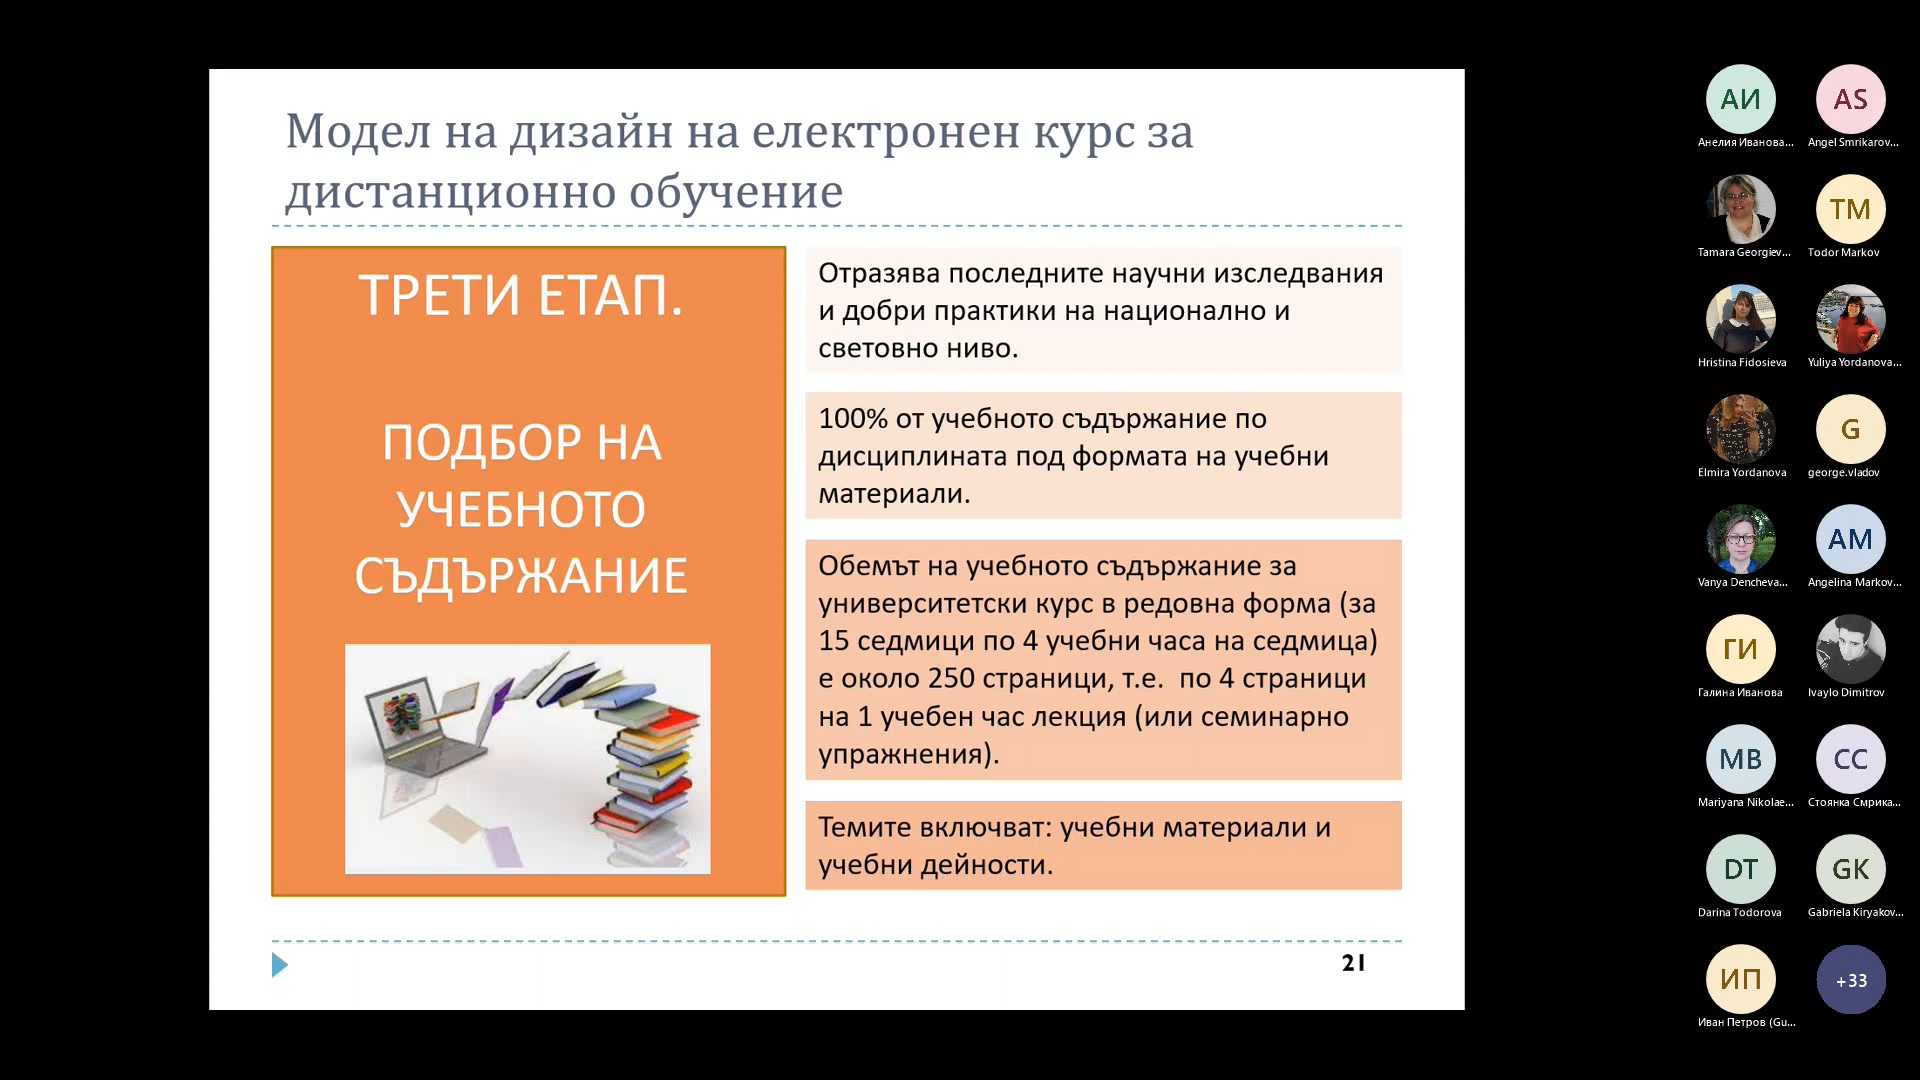 Модел на дизайн на електронен курс за
дистанционно обучение
ТРЕТИ ЕТАП.
ПОДБОР НА
УЧЕБНОТО
СЪДЪРЖАНИЕ
Отразява последните научни изследвания
и добри практики на национално и
световно ниво.
100% от учебното съдържание по
дисциплината под формата на учебни
материали.
Обемът на учебното съдържание за
университетски курс в редовна форма (за
15 седмици по 4 учебни часа на седмица)
е около 250 страници, т.е. по 4 страници
на 1 учебен час лекция (или семинарно
упражнения).
Темите включват: учебни материали и
учебни дейности.
21
АИ
AS
Анелия Иванова...
Angel Smrikarov...
TM
Tamara Georgiev...
Todor Markov
Hristina Fidosieva
Yuliya Yordanova...
G
Elmira Yordanova
george.vladov
AM
Vanya Dencheva...
Angelina Markov...
ГИ
Галина Иванова
Ivaylo Dimitrov
MB
СС
Mariyana Nikolae...
Стоянка Смрика...
DT
GK
Darina Todorova
Gabriela Kiryakov...
ИП
+33
Иван Петров (Gu...